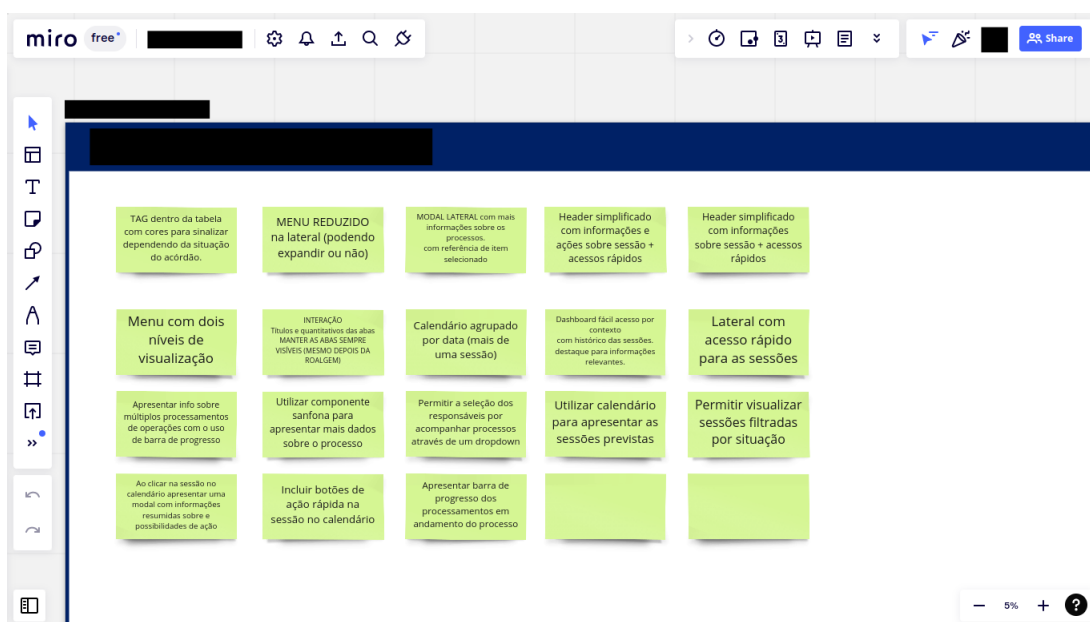 miro free
Share
3
TAG dentro da tabela
com cores para sinalizar
dependendo da situação
do acórdão.
MENU REDUZIDO
na lateral (podendo
expandir ou não)
MODAL LATERAL com mais
informações sobre os
processos.
com referência de item
selecionado
Header simplificado
com informações e
ações sobre sessão +
acessos rápidos
Header simplificado
com informações
sobre sessão + acessos
rápidos
Menu com dois
níveis de
visualização
INTERAÇÃO
Títulos e quantitativos das abas
MANTER AS ABAS SEMPRE
VISÍVEIS (MESMO DEPOIS DA
ROALGEM)
Calendário agrupado
por data (mais de
uma sessão)
Dashboard fácil acesso por
contexto
com histórico das sessões.
destaque para informações
relevantes.
Lateral com
acesso rápido
para as sessões
Apresentar info sobre
múltiplos processamentos
de operações com o uso
de barra de progresso
Utilizar componente
sanfona para
apresentar mais dados
sobre o processo
Permitir a seleção dos
responsáveis por
acompanhar processos
através de um dropdown
Utilizar calendário
para apresentar as
sessões previstas
Permitir visualizar
sessões filtradas
por situação
Ao clicar na sessão no
calendário apresentar uma
modal com informações
resumidas sobre e
possibilidades de ação
Incluir botões de
ação rápida na
sessão no calendário
Apresentar barra de
progresso dos
processamentos em
andamento do processo
5%
?